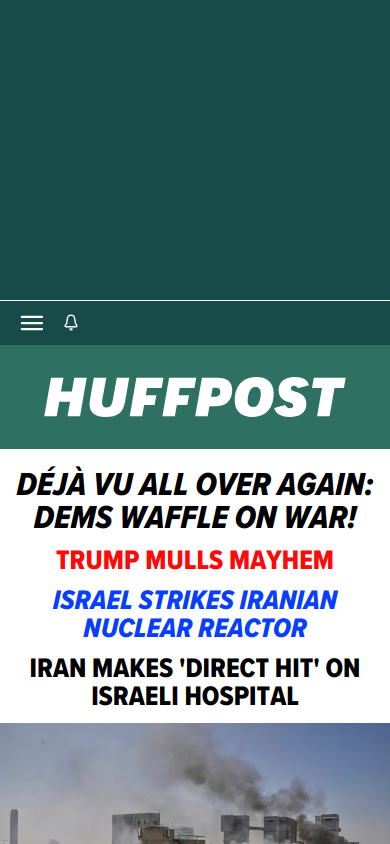 HUFFPOST
DÉJÀ VU ALL OVER AGAIN:
DEMS WAFFLE ON WAR!
TRUMP MULLS MAYHEM
ISRAEL STRIKES IRANIAN
NUCLEAR REACTOR
IRAN MAKES 'DIRECT HIT' ON
ISRAELI HOSPITAL